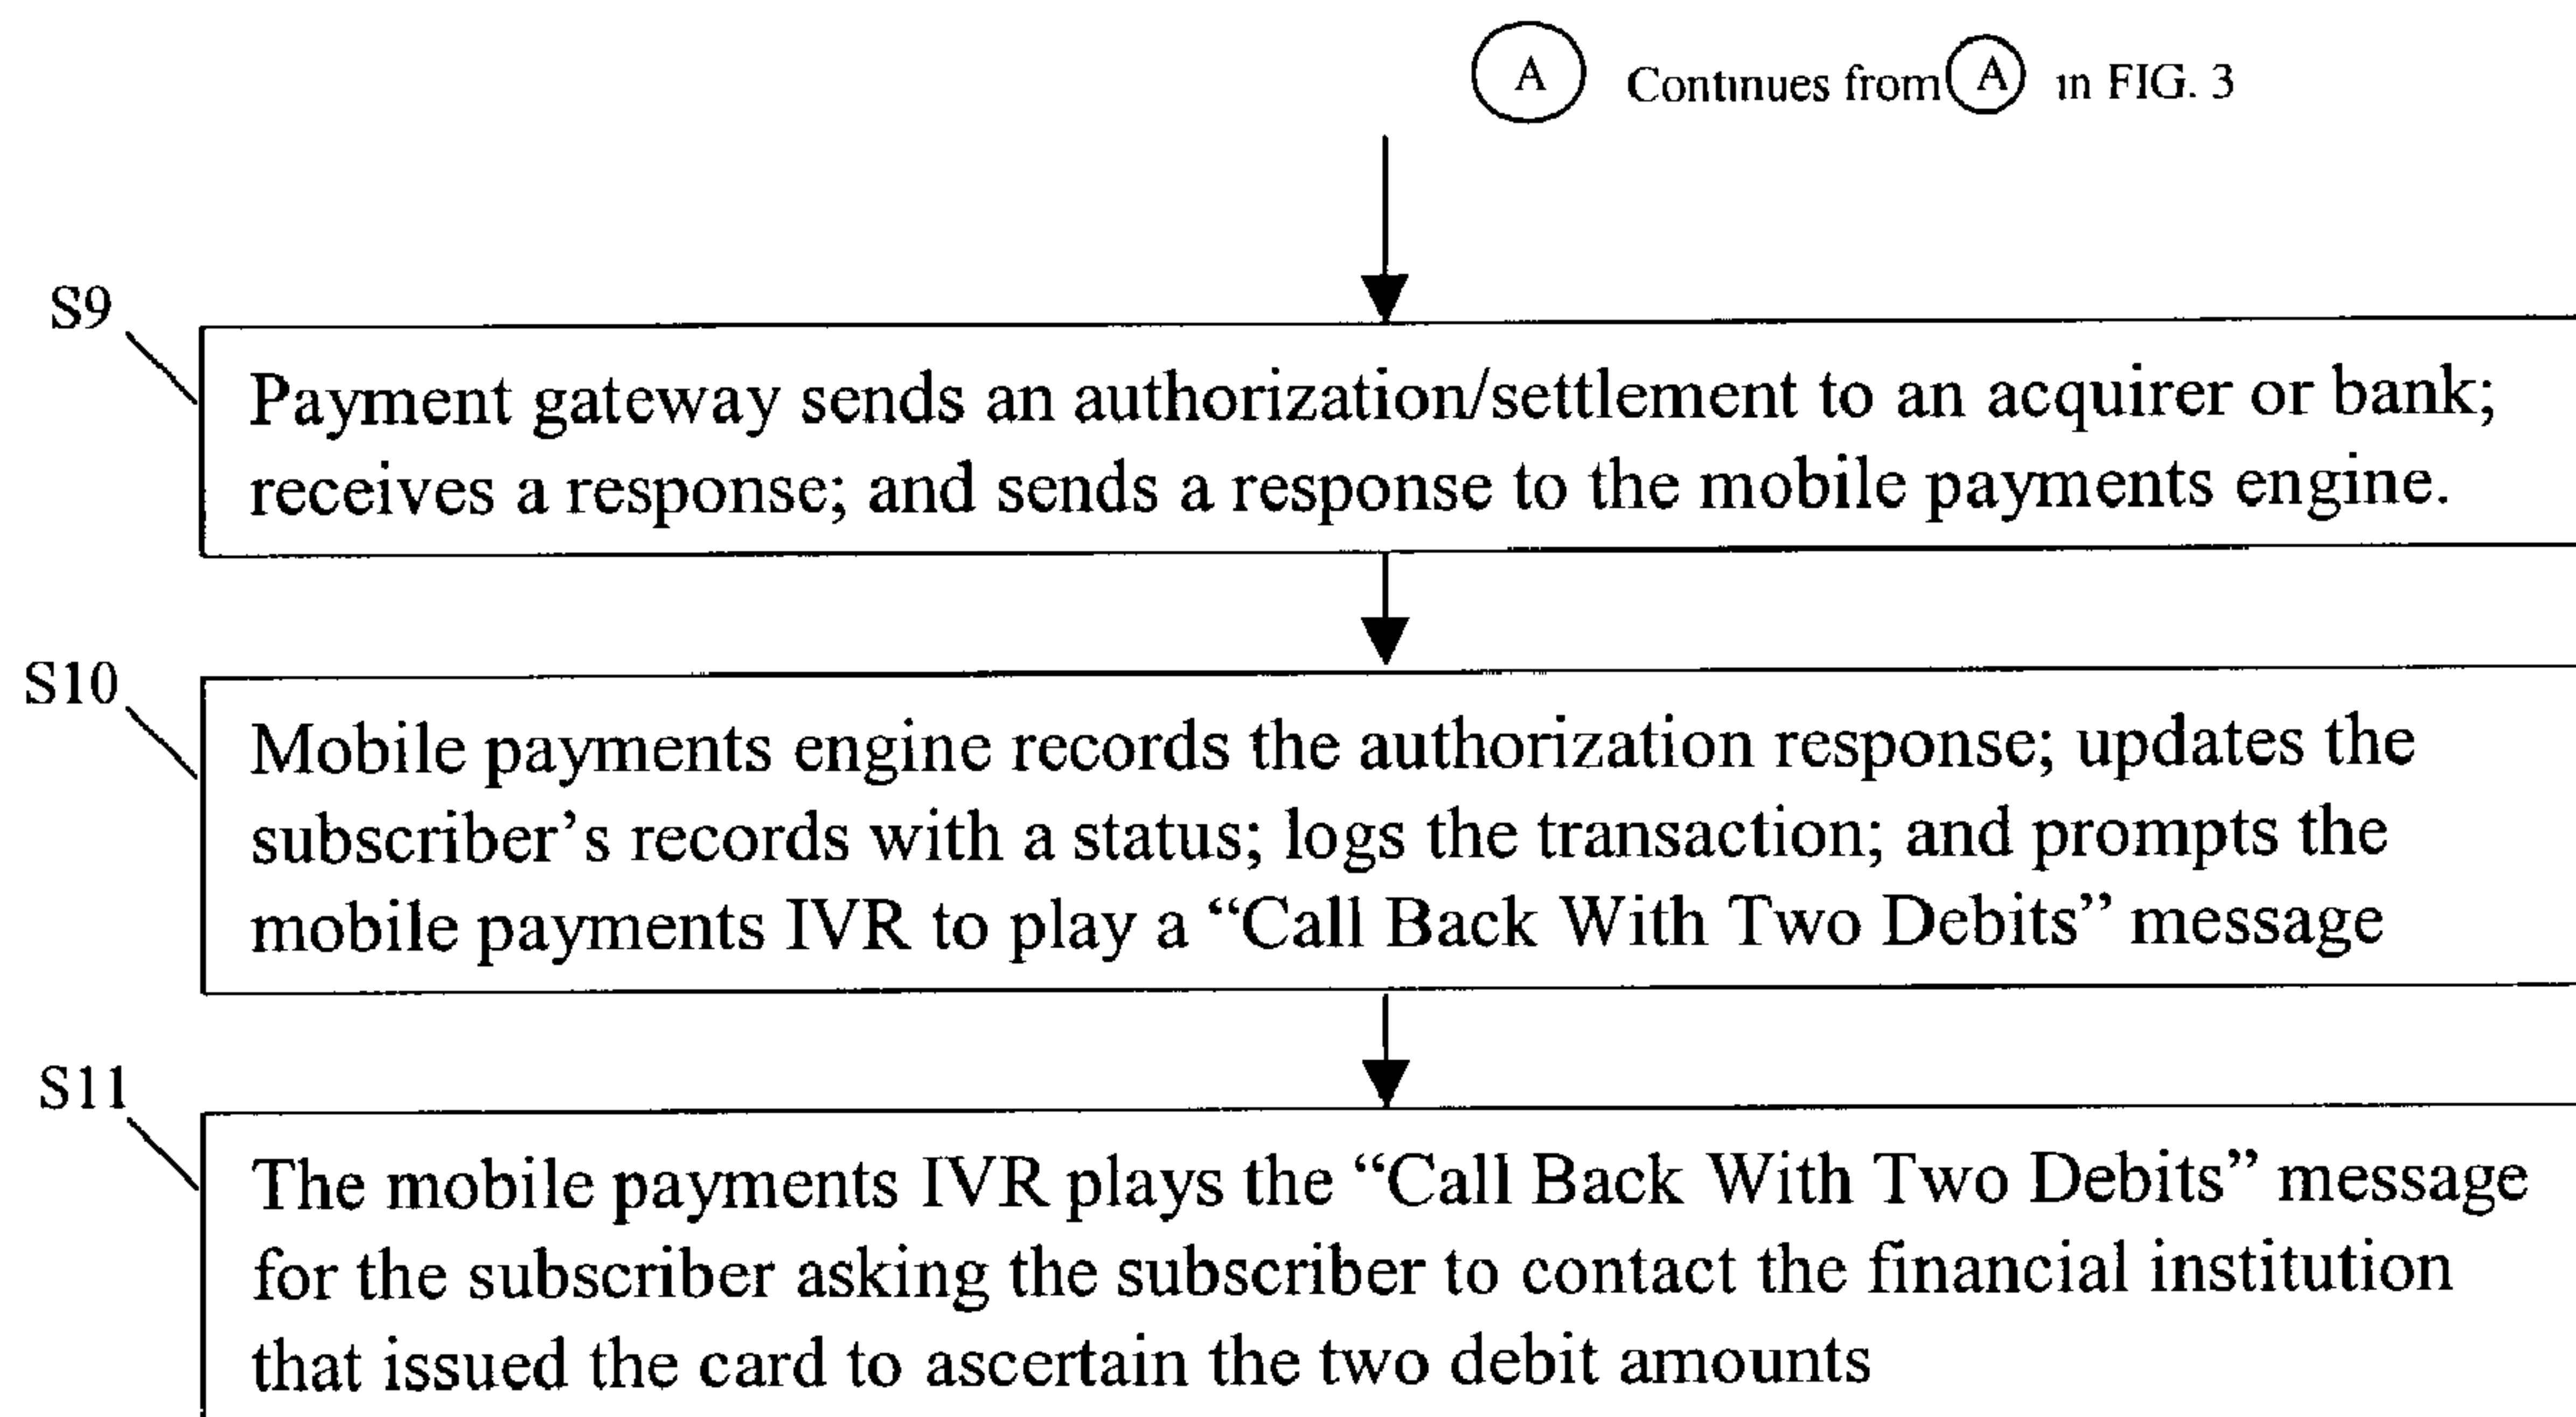 A Continues from A in FIG. 3
S9
Payment gateway sends an authorization/settlement to an acquirer or bank;
receives a response; and sends a response to the mobile payments engine.
S10
Mobile payments engine records the authorization response; updates the
subscriber’s records with a status; logs the transaction; and prompts the
mobile payments IVR to play a “Call Back With Two Debits” message
S11
The mobile payments IVR plays the “Call Back With Two Debits” message
for the subscriber asking the subscriber to contact the financial institution
that issued the card to ascertain the two debit amounts